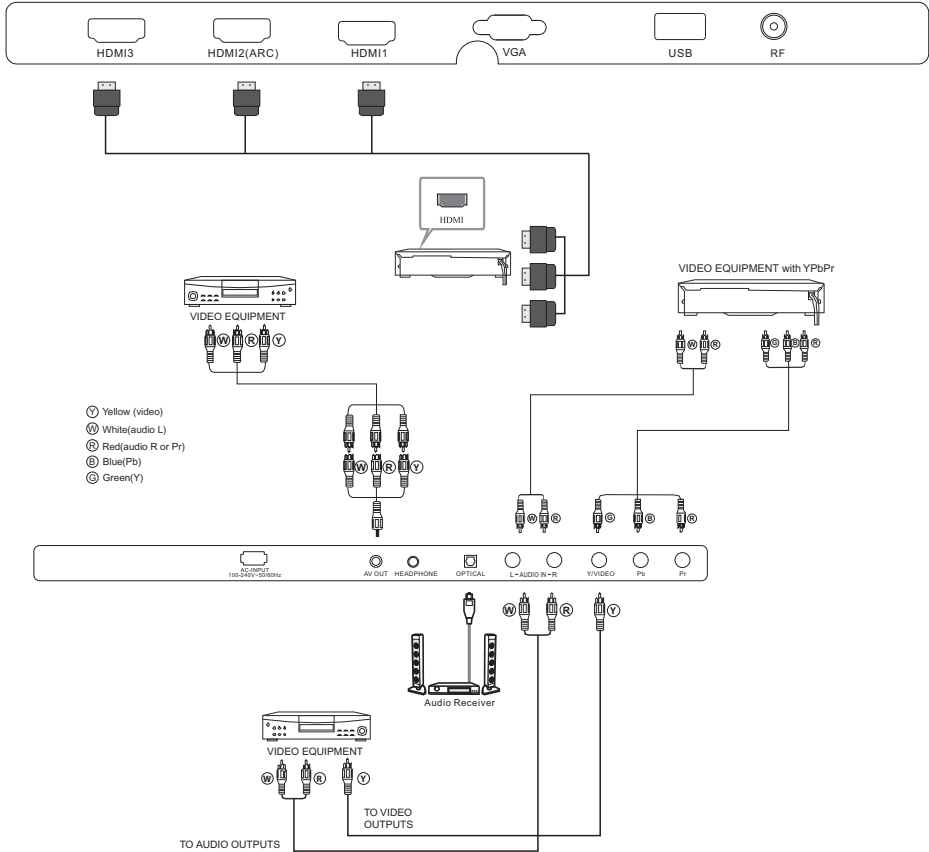 HDMI3 HDMI2(ARC) HDMI1 VGA USB RF
HDMI
VIDEO EQUIPMENT with YPbPr
VIDEO EQUIPMENT
W R Y
W R
G B R
Y Yellow (video)
W White(audio L)
R Red(audio R or Pr)
B Blue(Pb)
G Green(Y)
W R Y
W R
G B R
AC-INPUT
100-240V~50/60Hz
AV OUT HEADPHONE OPTICAL L-AUDIO IN-R Y/VIDEO Pb Pr
W R Y
Audio Receiver
VIDEO EQUIPMENT
W R Y
TO VIDEO
OUTPUTS
TO AUDIO OUTPUTS